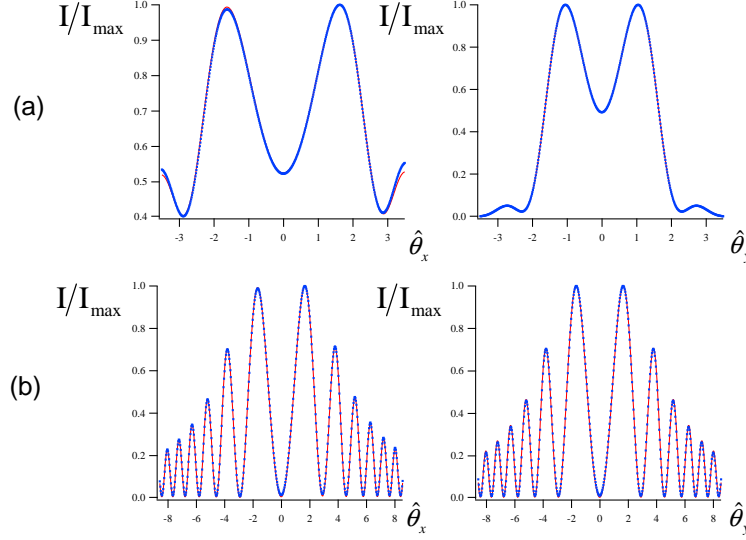 I/I_max I/I_max
1.0 1.0
0.9
0.8 0.8
(a)
0.7 0.6
0.6 0.4
0.5 0.2
0.4 0.0
-3 -2 -1 0 1 2 3 θ̂_x -3 -2 -1 0 1 2 3 θ̂_y
I/I_max I/I_max
1.0 1.0
0.8 0.8
0.6 0.6
(b)
0.4 0.4
0.2 0.2
0.0 0.0
-8 -6 -4 -2 0 2 4 6 8 θ̂_x -8 -6 -4 -2 0 2 4 6 8 θ̂_y